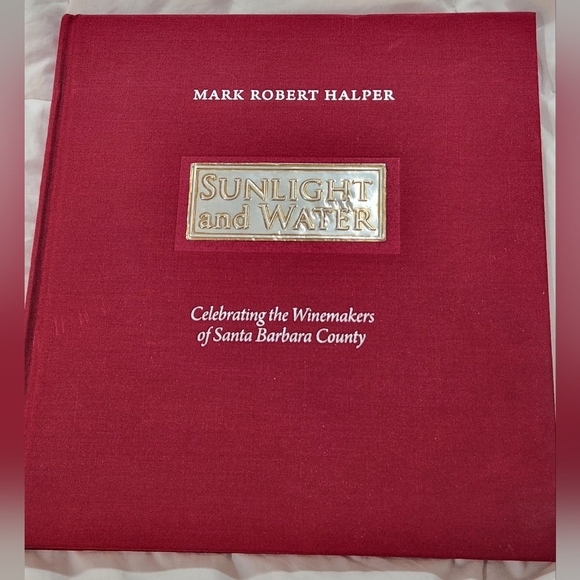 MARK ROBERT HALPER
SUNLIGHT
and WATER
Celebrating the Winemakers
of Santa Barbara County